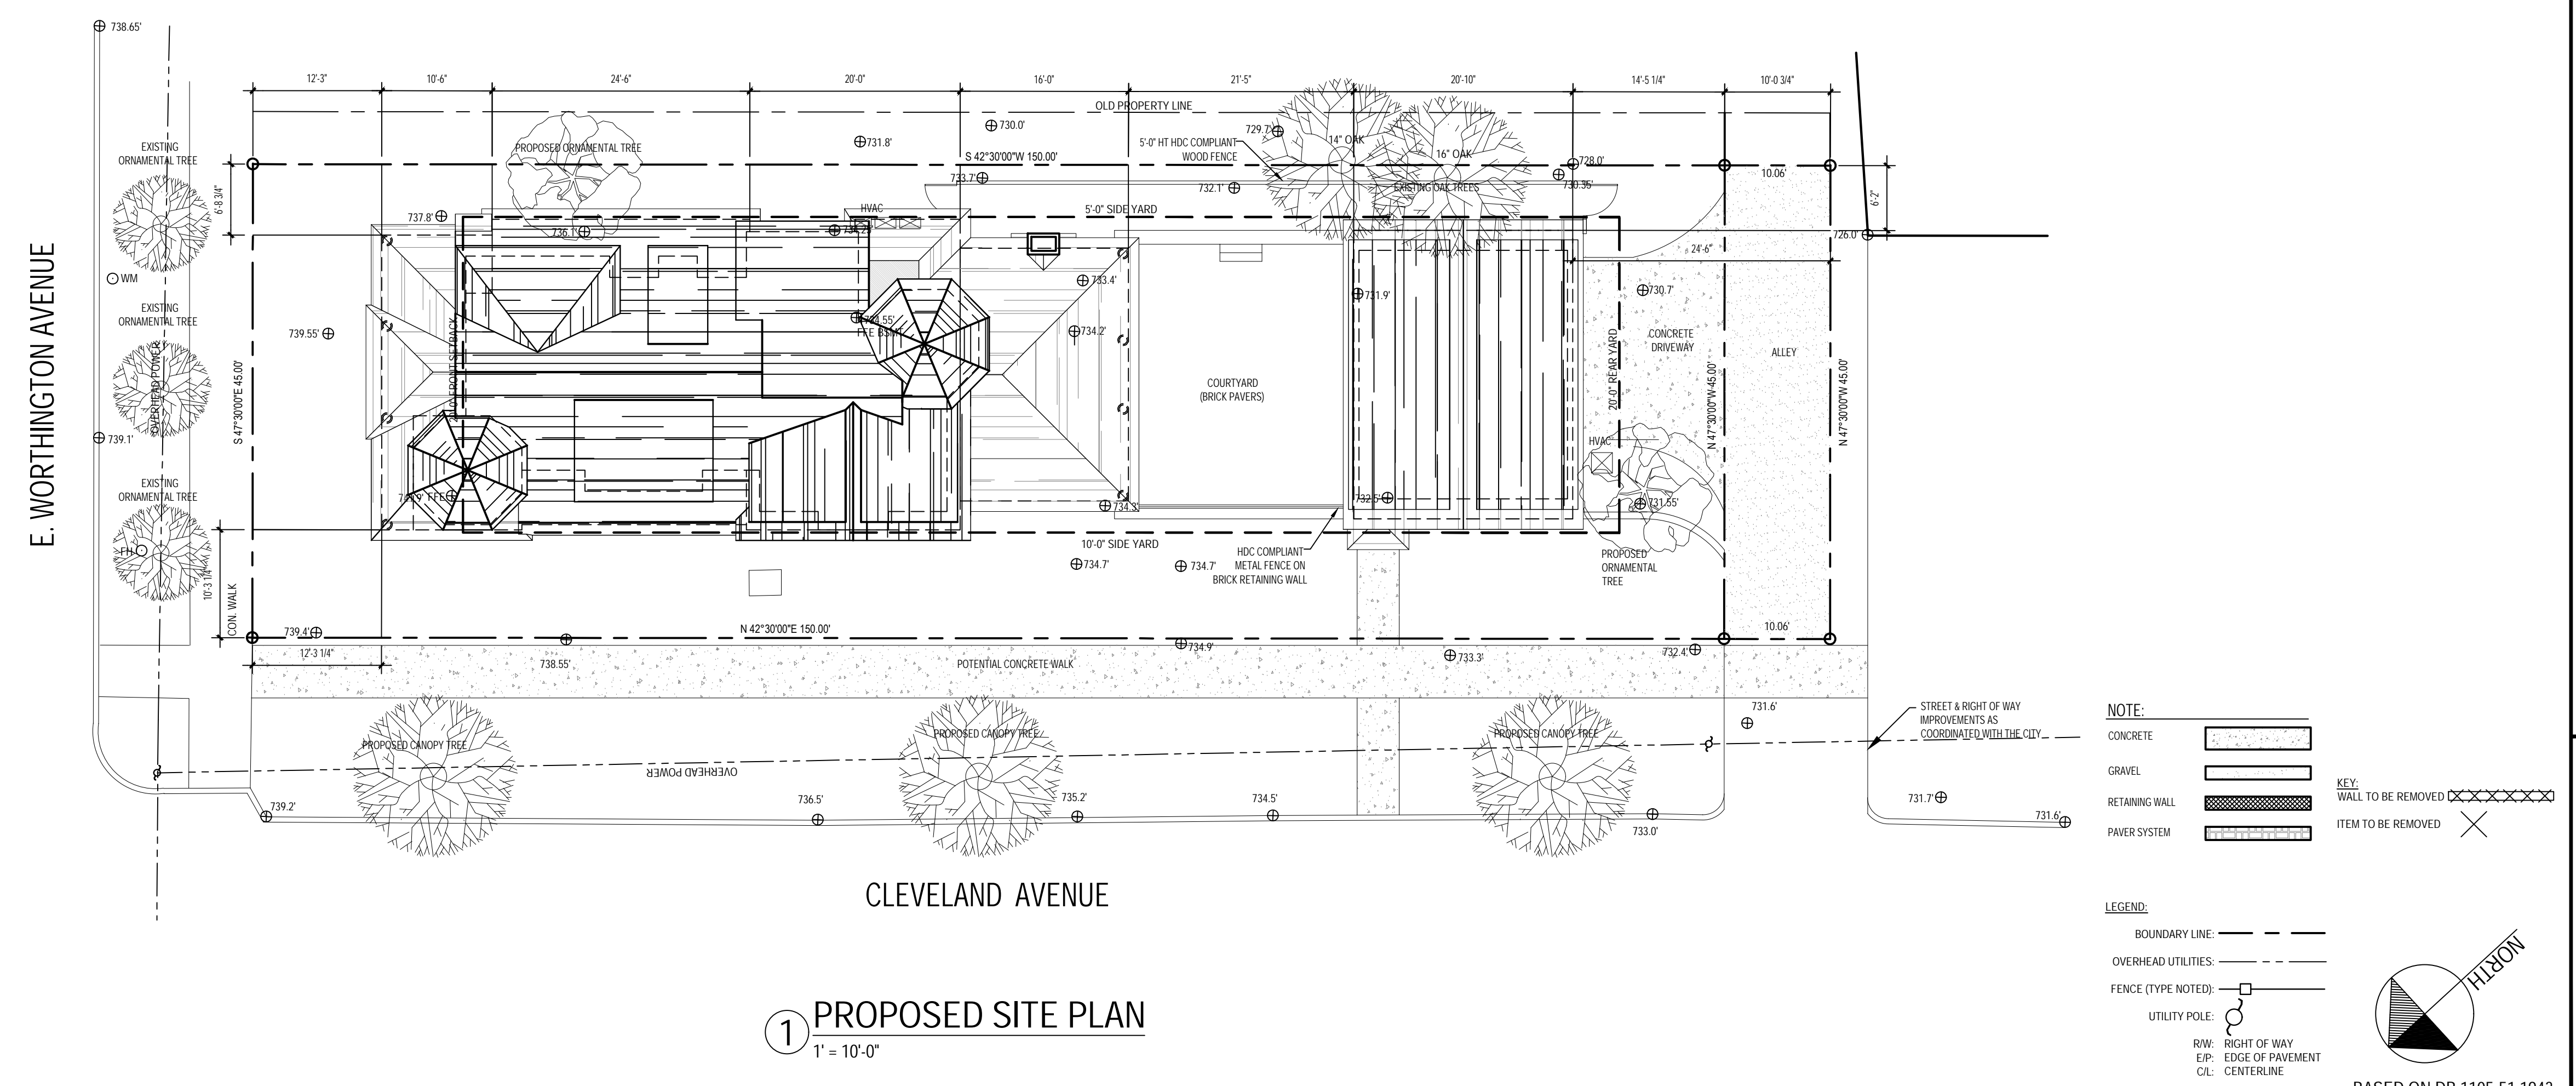 738.65'
12'-3"
10'-6"
24'-6"
20'-0"
16'-0"
21'-5"
20'-10"
14'-5 1/4"
10'-0 3/4"
OLD PROPERTY LINE
EXISTING
ORNAMENTAL TREE
PROPOSED ORNAMENTAL TREE
731.8'
730.0'
729.7'
5'-0" HT HDC COMPLIANT
WOOD FENCE
14" OAK
16" OAK
EXISTING OAK TREES
S 42°30'00"W 150.00'
728.0'
730.35'
10.06'
6'-2"
726.0'
733.7'
732.1'
6'-8 3/4"
737.8'
736.1'
HVAC
5'-0" SIDE YARD
24'-6"
WM
EXISTING
ORNAMENTAL TREE
739.55'
733.4'
734.55'
FFE BSMT
734.2'
731.9'
730.7'
CONCRETE
DRIVEWAY
ALLEY
E. WORTHINGTON AVENUE
OVERHEAD POWER
S 47°30'00"E 45.00'
COURTYARD
(BRICK PAVERS)
20'-0" REAR YARD
N 47°30'00"W 45.00'
N 47°30'00"W 45.00'
739.1'
EXISTING
ORNAMENTAL TREE
FFE
734.3'
732.5'
HVAC
731.55'
FH
10'-3 1/4"
CON. WALK
10'-0" SIDE YARD
734.7'
734.7'
HDC COMPLIANT
METAL FENCE ON
BRICK RETAINING WALL
PROPOSED
ORNAMENTAL
TREE
739.4'
N 42°30'00"E 150.00'
10.06'
12'-3 1/4"
738.55'
POTENTIAL CONCRETE WALK
734.9'
733.3'
732.4'
PROPOSED CANOPY TREE
PROPOSED CANOPY TREE
PROPOSED CANOPY TREE
OVERHEAD POWER
731.6'
STREET & RIGHT OF WAY
IMPROVEMENTS AS
COORDINATED WITH THE CITY
739.2'
736.5'
735.2'
734.5'
733.0'
731.7'
731.6'
CLEVELAND AVENUE
NOTE:
CONCRETE
GRAVEL
RETAINING WALL
PAVER SYSTEM
KEY:
WALL TO BE REMOVED
ITEM TO BE REMOVED
LEGEND:
BOUNDARY LINE:
OVERHEAD UTILITIES:
FENCE (TYPE NOTED):
UTILITY POLE:
R/W: RIGHT OF WAY
E/P: EDGE OF PAVEMENT
C/L: CENTERLINE
NORTH
1 PROPOSED SITE PLAN
1' = 10'-0"